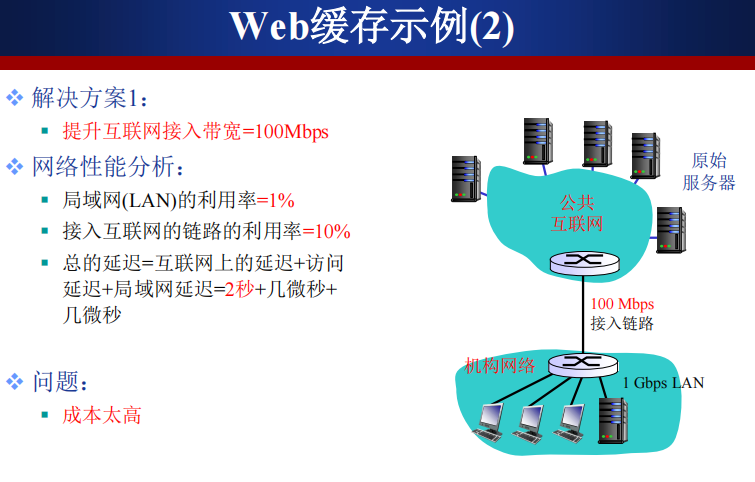 Web缓存示例(2)
解决方案1：
提升互联网接入带宽=100Mbps
网络性能分析：
局域网(LAN)的利用率=1%
接入互联网的链路的利用率=10%
总的延迟=互联网上的延迟+访问
延迟+局域网延迟=2秒+几微秒+
几微秒
问题：
成本太高
原始
服务器
公共
互联网
100 Mbps
接入链路
机构网络
1 Gbps LAN